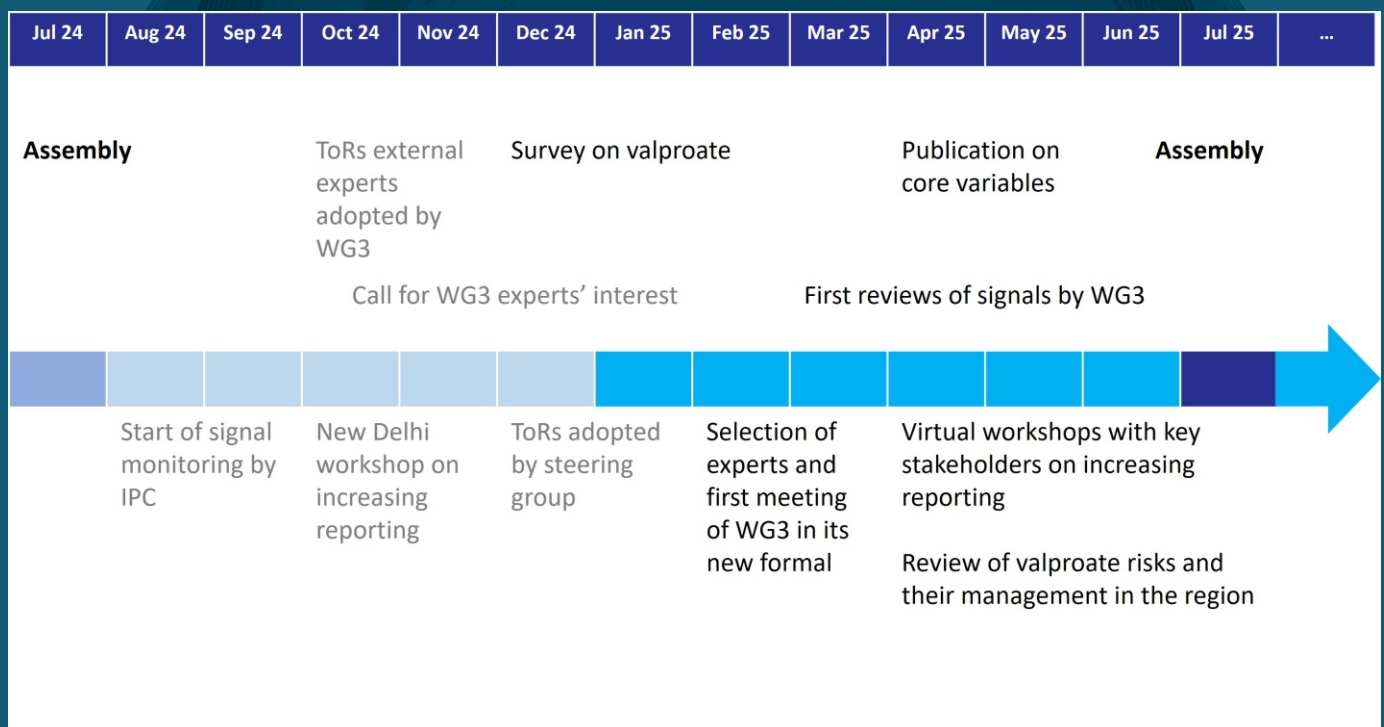 Jul 24 Aug 24 Sep 24 Oct 24 Nov 24 Dec 24 Jan 25 Feb 25 Mar 25 Apr 25 May 25 Jun 25 Jul 25 ...
Assembly
ToRs external
experts
adopted by
WG3
Survey on valproate
Publication on
core variables
Assembly
Call for WG3 experts’ interest
First reviews of signals by WG3
Start of signal
monitoring by
IPC
New Delhi
workshop on
increasing
reporting
ToRs adopted
by steering
group
Selection of
experts and
first meeting
of WG3 in its
new formal
Virtual workshops with key
stakeholders on increasing
reporting
Review of valproate risks and
their management in the region